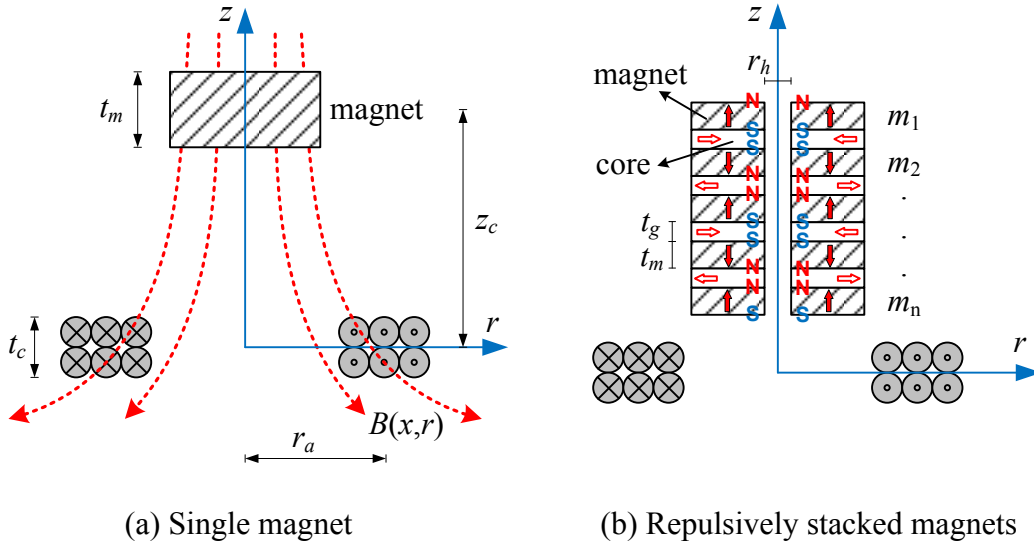 z
t_m
magnet
z_c
t_c
r
B(x,r)
r_a
(a) Single magnet
z
r_h
magnet
N N
m_1
S S
core
S S
m_2
N N
N N
.
t_g
S S
S S
.
t_m
N N
.
N N
m_n
S S
r
(b) Repulsively stacked magnets